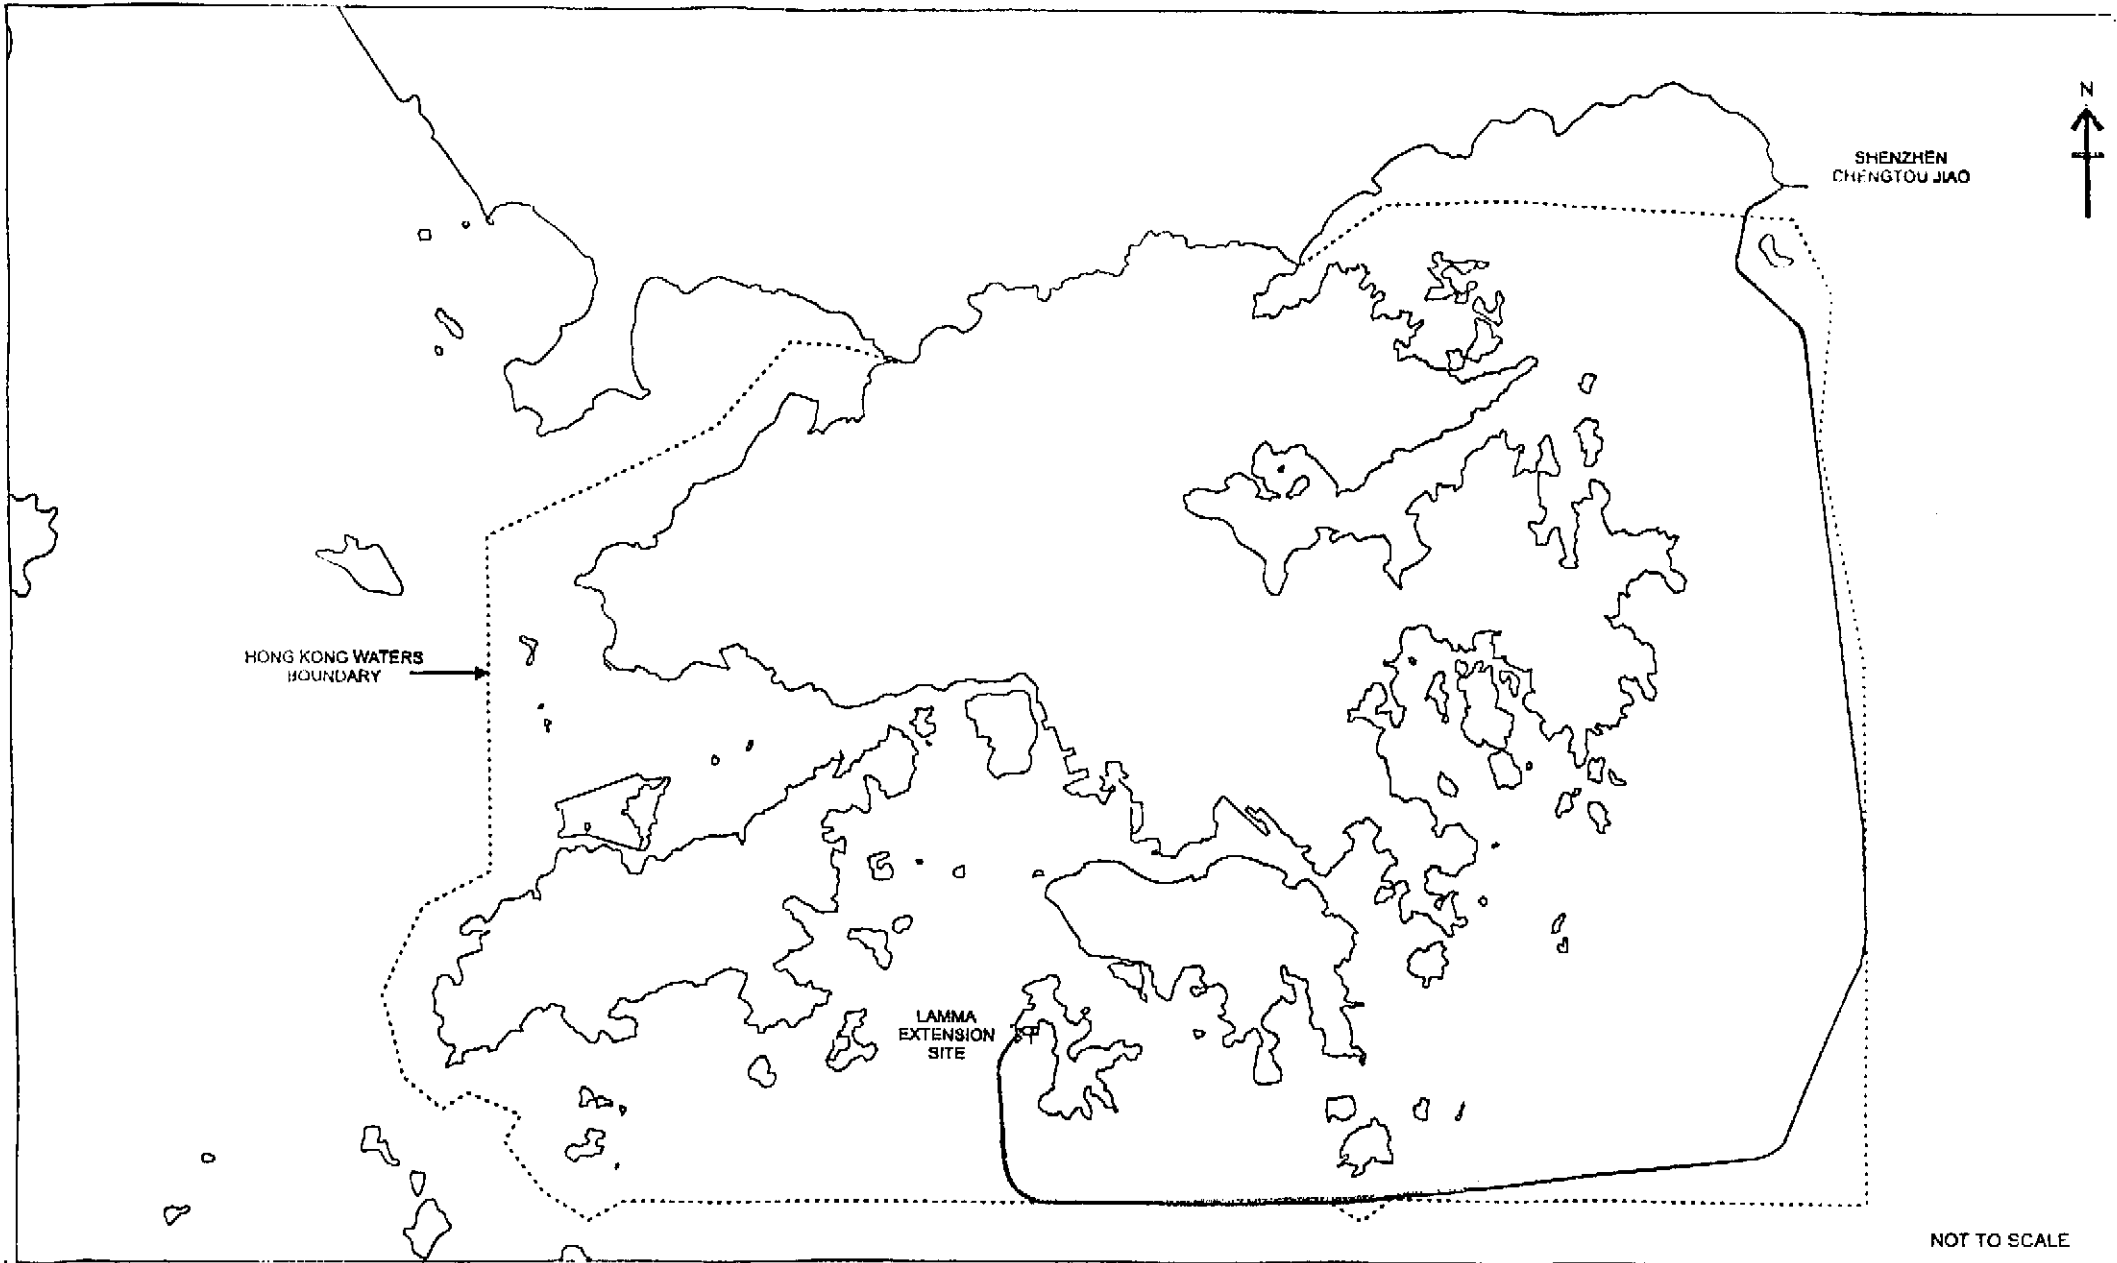 N
SHENZHEN
CHENGTOU JIAO
HONG KONG WATERS
BOUNDARY
LAMMA
EXTENSION
SITE
NOT TO SCALE